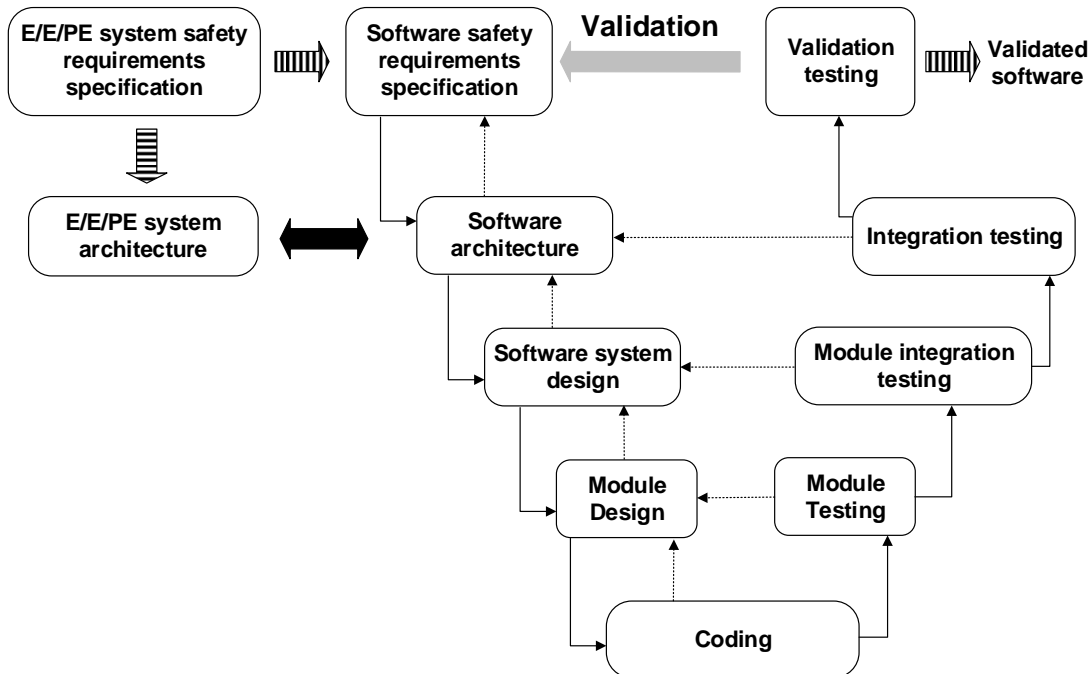 E/E/PE system safety
requirements
specification
Software safety
requirements
specification
Validation
Validation
testing
Validated
software
E/E/PE system
architecture
Software
architecture
Integration testing
Software system
design
Module integration
testing
Module
Design
Module
Testing
Coding